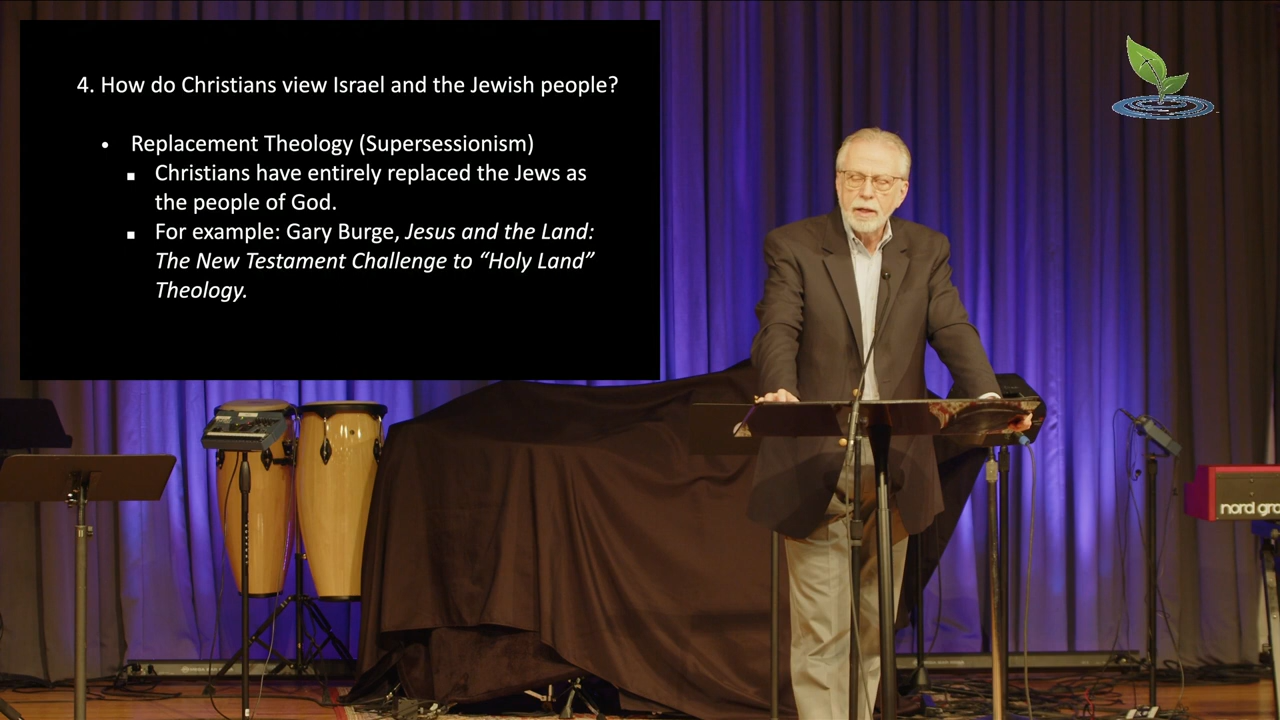 4. How do Christians view Israel and the Jewish people?
• Replacement Theology (Supersessionism)
▪ Christians have entirely replaced the Jews as
the people of God.
▪ For example: Gary Burge, Jesus and the Land:
The New Testament Challenge to “Holy Land”
Theology.
nord gra